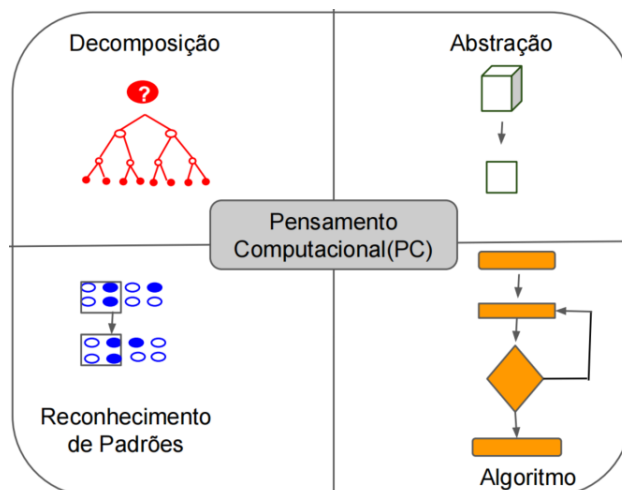 Decomposição
Abstração
?
Pensamento
Computacional(PC)
Reconhecimento
de Padrões
Algoritmo